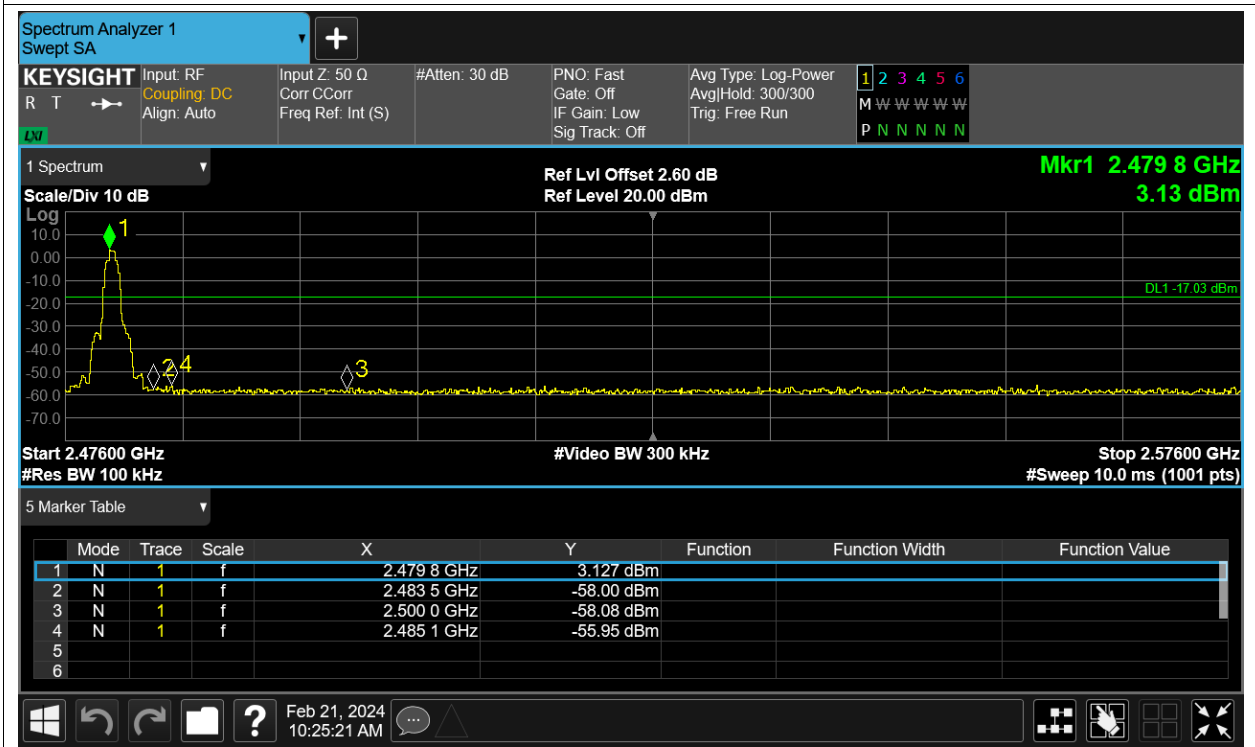 Spectrum Analyzer 1
Swept SA
KEYSIGHT
R T
LXI
Input: RF
Coupling: DC
Align: Auto
Input Z: 50 Ω
Corr CCorr
Freq Ref: Int (S)
#Atten: 30 dB
PNO: Fast
Gate: Off
IF Gain: Low
Sig Track: Off
Avg Type: Log-Power
Avg|Hold: 300/300
Trig: Free Run
1 2 3 4 5 6
M W W W W W W
P N N N N N N
1 Spectrum
Scale/Div 10 dB
Ref Lvl Offset 2.60 dB
Ref Level 20.00 dBm
Mkr1 2.479 8 GHz
3.13 dBm
Log
10.0
0.00
-10.0
-20.0
-30.0
-40.0
-50.0
-60.0
-70.0
1
DL1 -17.03 dBm
2 4
3
Start 2.47600 GHz
#Video BW 300 kHz
Stop 2.57600 GHz
#Res BW 100 kHz
#Sweep 10.0 ms (1001 pts)
5 Marker Table
Mode Trace Scale X Y Function Function Width Function Value
1 N 1 f 2.479 8 GHz 3.127 dBm
2 N 1 f 2.483 5 GHz -58.00 dBm
3 N 1 f 2.500 0 GHz -58.08 dBm
4 N 1 f 2.485 1 GHz -55.95 dBm
5
6
?
Feb 21, 2024
10:25:21 AM